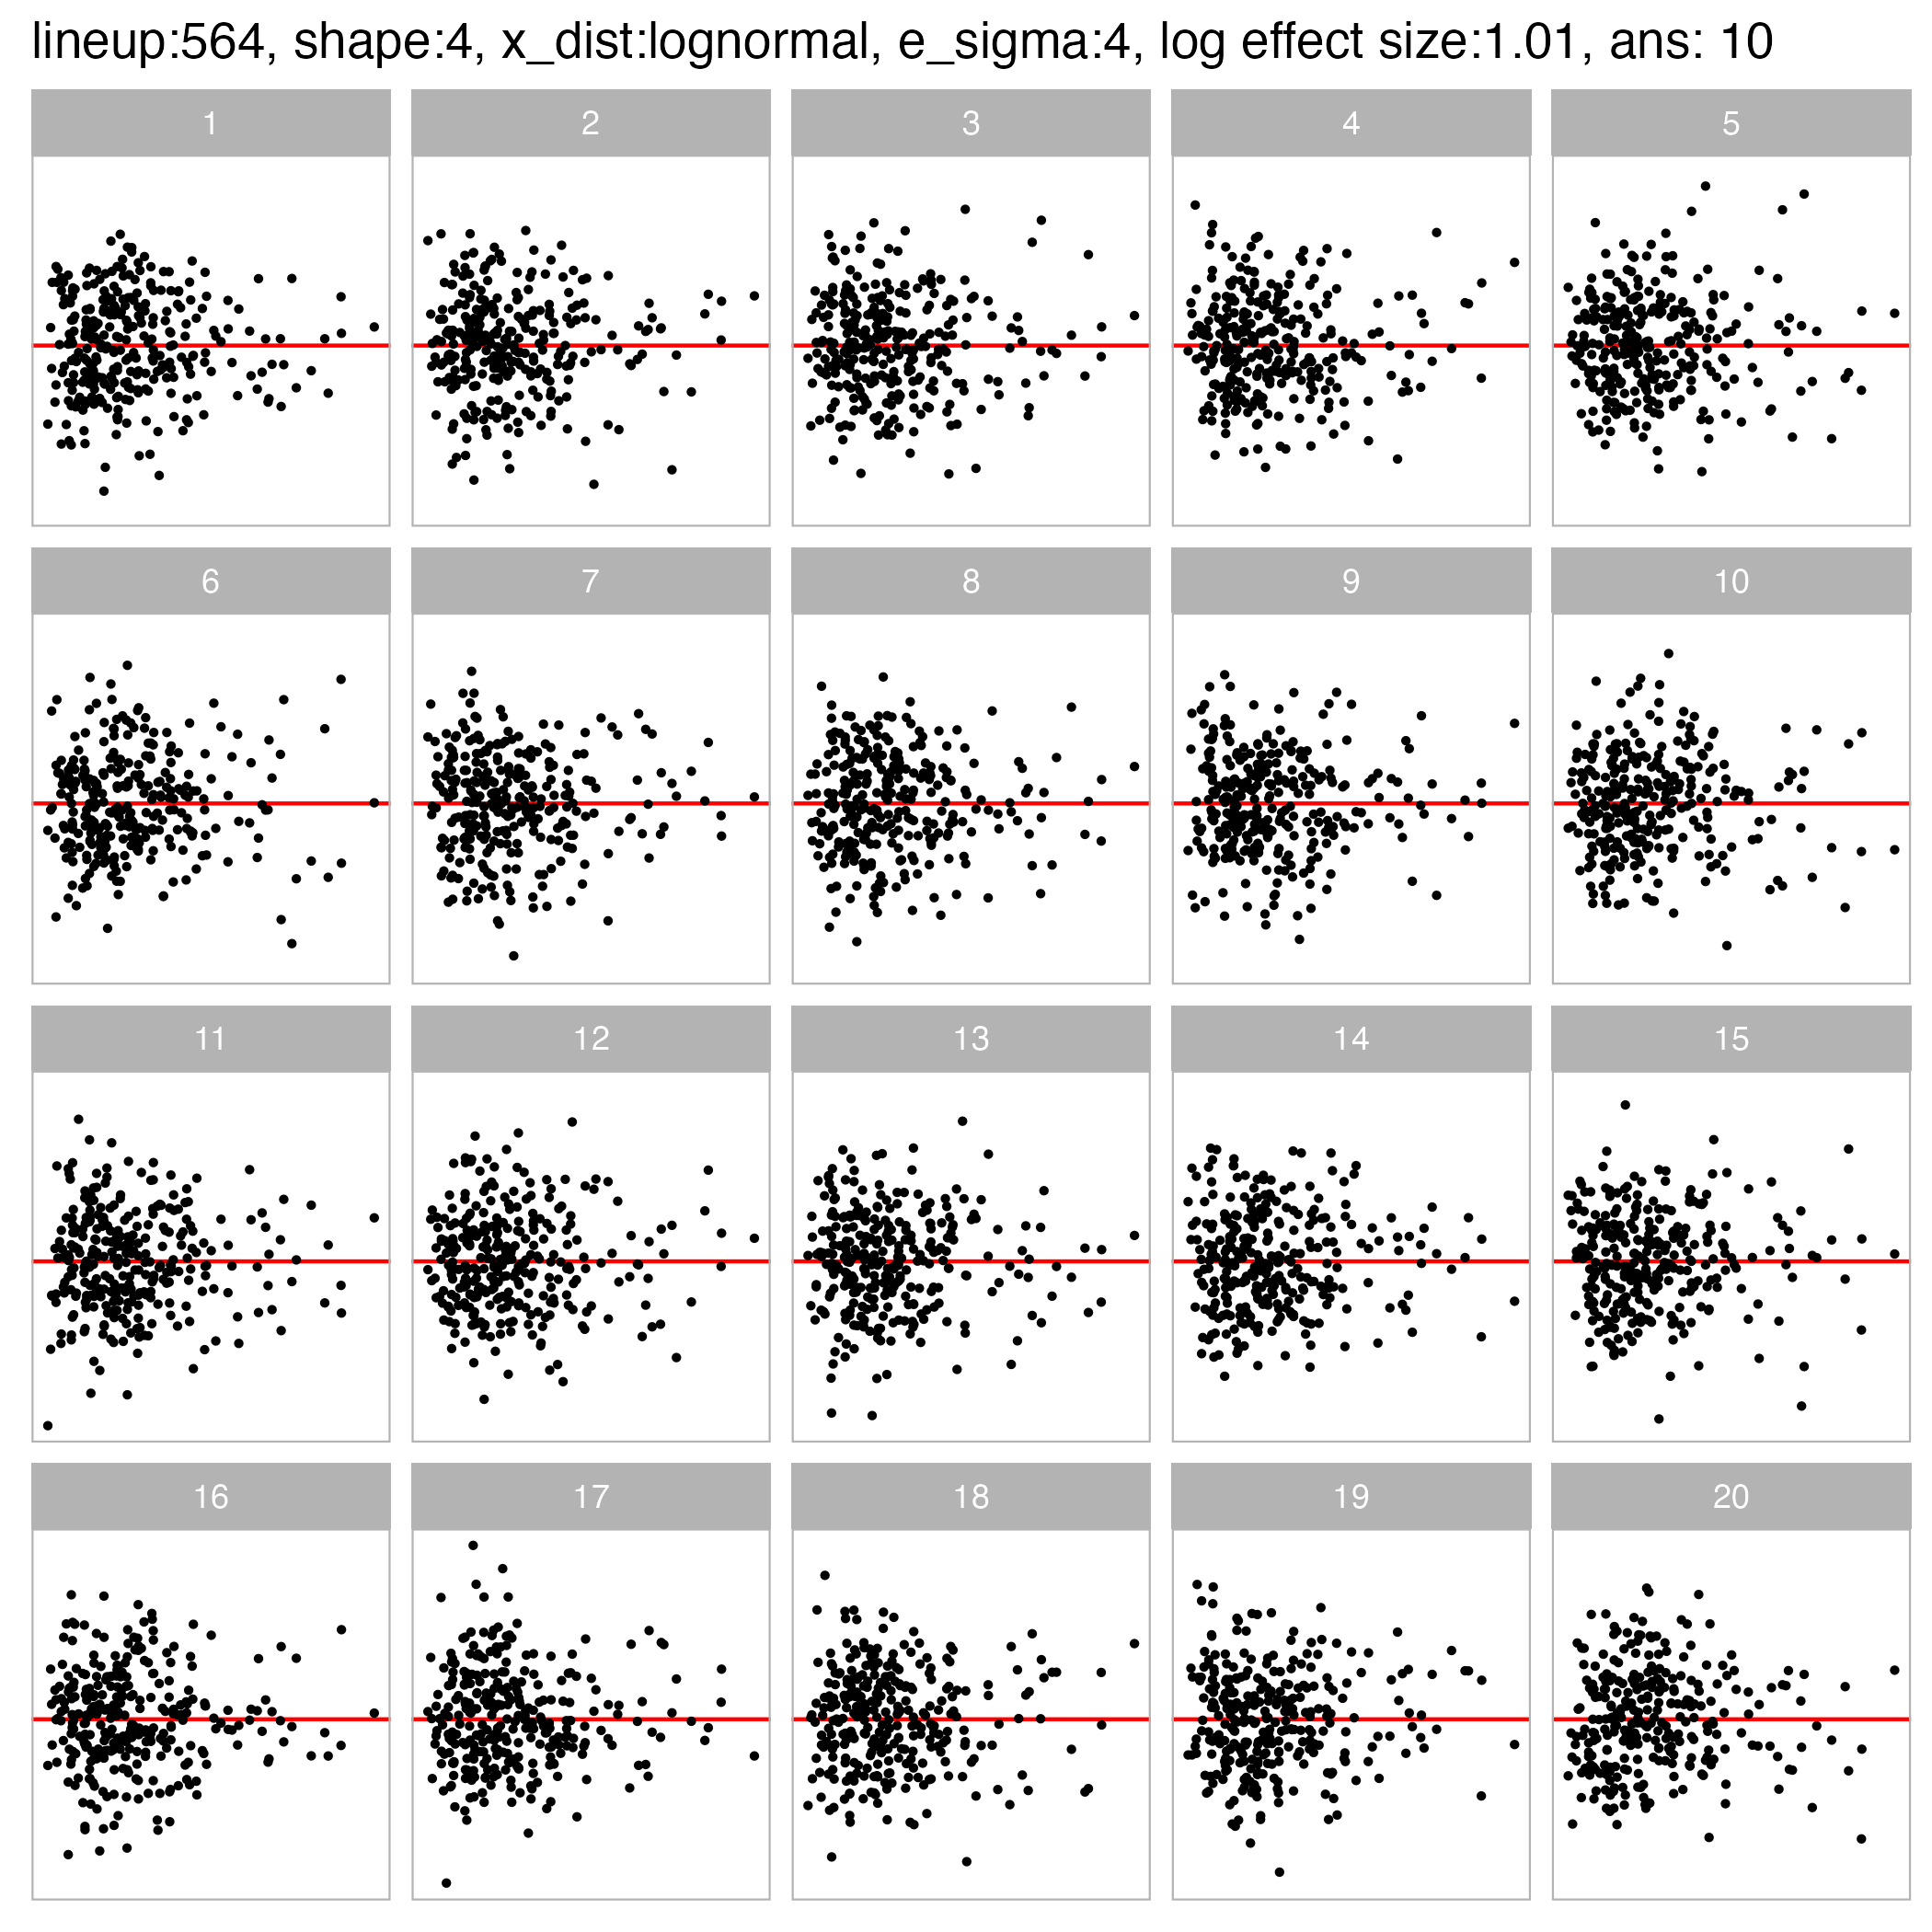 lineup:564, shape:4, x_dist:lognormal, e_sigma:4, log effect size:1.01, ans: 10
1 2 3 4 5
6 7 8 9 10
11 12 13 14 15
16 17 18 19 20